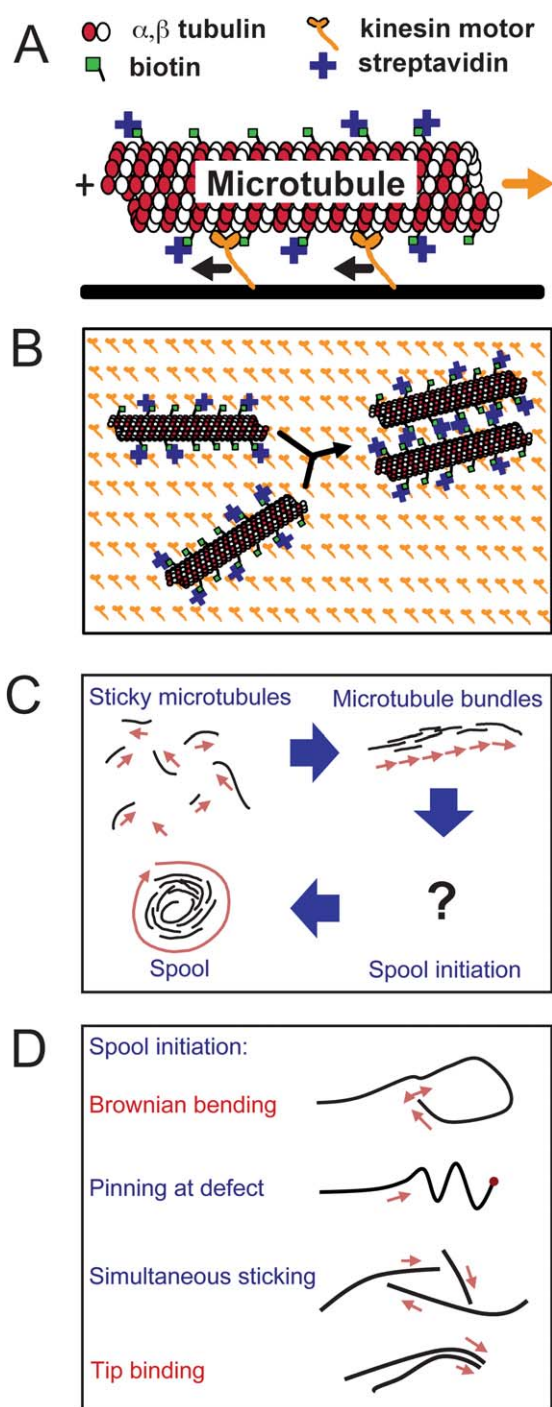 A
α,β tubulin
kinesin motor
biotin
streptavidin
+
Microtubule
B
C
Sticky microtubules
Microtubule bundles
?
Spool
Spool initiation
D
Spool initiation:
Brownian bending
Pinning at defect
Simultaneous sticking
Tip binding